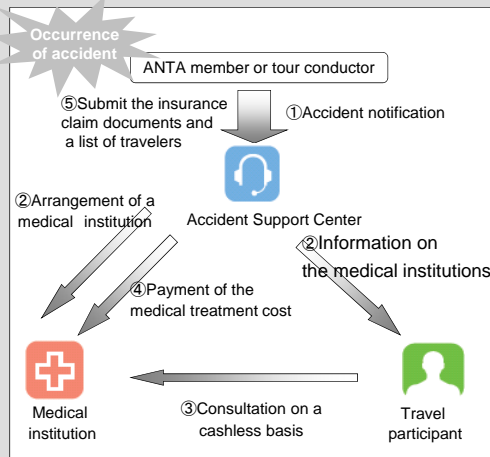 Occurrence
of accident
ANTA member or tour conductor
⑤Submit the insurance
claim documents and
a list of travelers
①Accident notification
②Arrangement of a
medical institution
Accident Support Center
②Information on
the medical institutions
④Payment of the
medical treatment cost
Medical
institution
③Consultation on a
cashless basis
Travel
participant